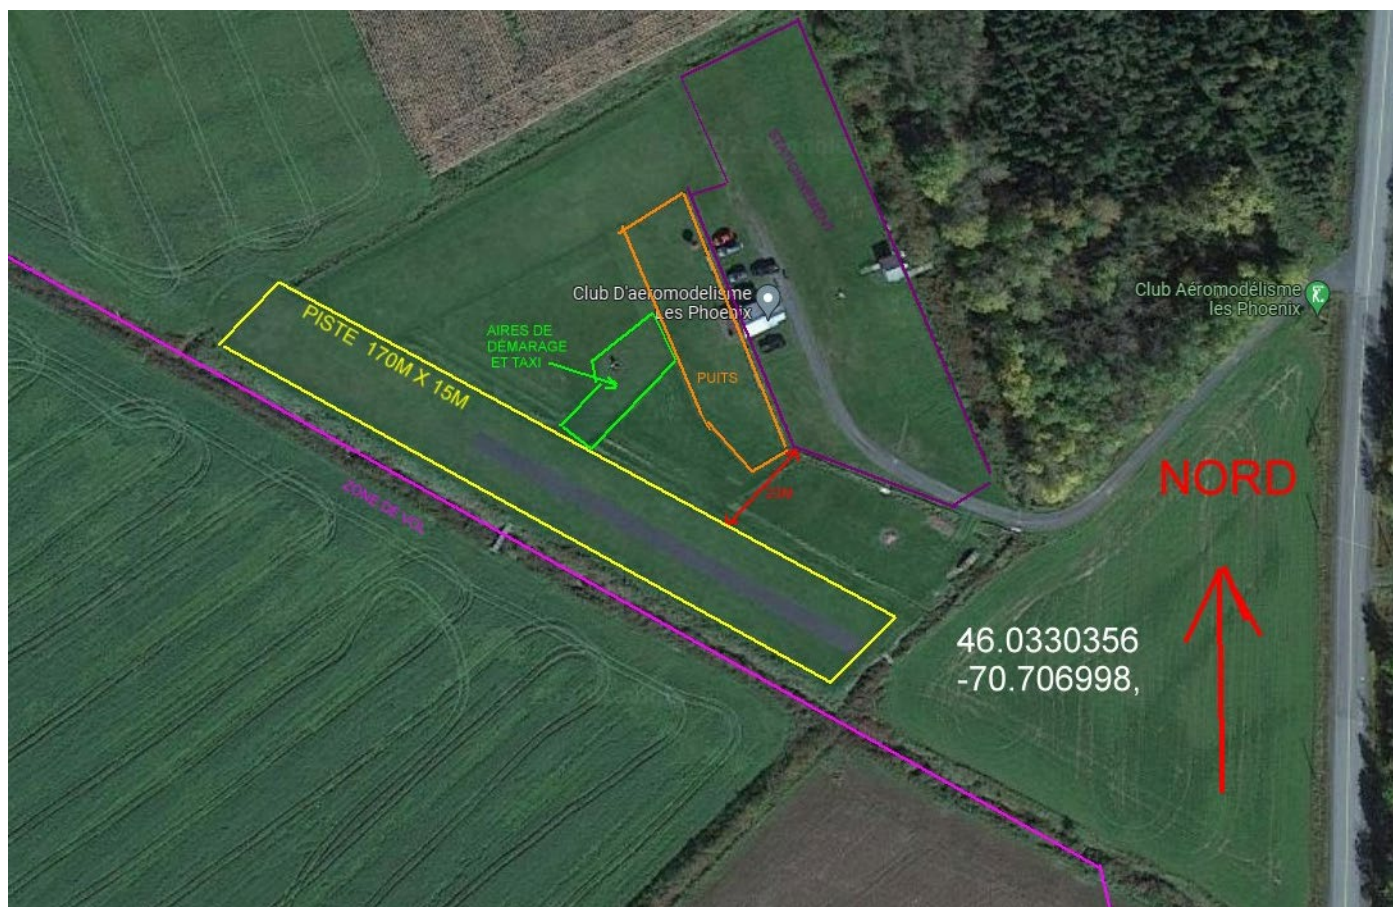 STATIONNEMENT
Club D'aeromodelisme
Les Phoenix
Club Aéromodélisme
les Phoenix
PISTE 170M X 15M
AIRES DE
DÉMARAGE
ET TAXI
PUITS
ZONE DE VOL
NORD
46.0330356
-70.706998,